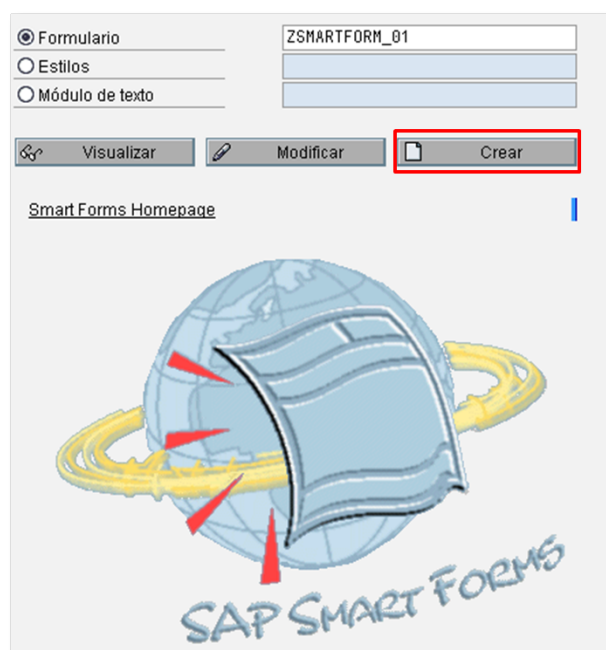 Formulario ZSMARTFORM_01
Estilos
Módulo de texto
Visualizar Modificar Crear
Smart Forms Homepage
SAP SMART FORMS